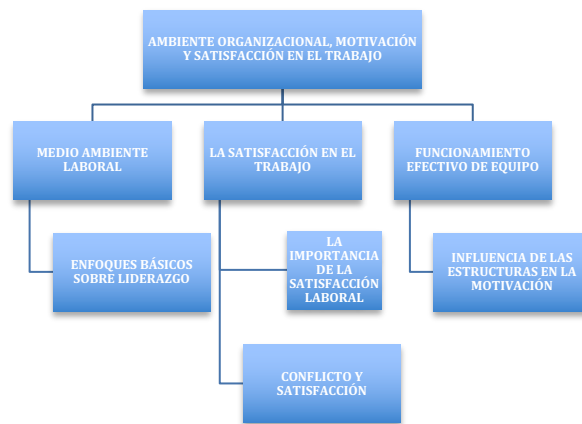 AMBIENTE ORGANIZACIONAL, MOTIVACIÓN
Y SATISFACCIÓN EN EL TRABAJO
MEDIO AMBIENTE
LABORAL
LA SATISFACCIÓN EN EL
TRABAJO
FUNCIONAMIENTO
EFECTIVO DE EQUIPO
ENFOQUES BÁSICOS
SOBRE LIDERAZGO
LA
IMPORTANCIA
DE LA
SATISFACCIÓN
LABORAL
INFLUENCIA DE LAS
ESTRUCTURAS EN LA
MOTIVACIÓN
CONFLICTO Y
SATISFACCIÓN